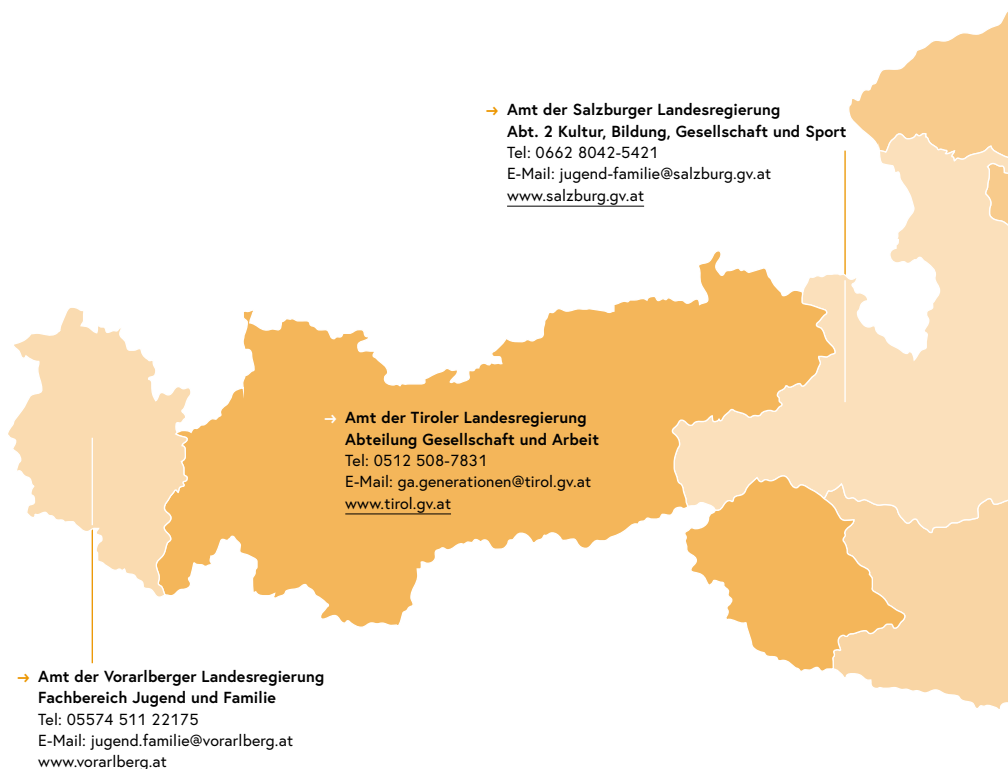 → Amt der Salzburger Landesregierung
Abt. 2 Kultur, Bildung, Gesellschaft und Sport
Tel: 0662 8042-5421
E-Mail: jugend-familie@salzburg.gv.at
www.salzburg.gv.at
→ Amt der Tiroler Landesregierung
Abteilung Gesellschaft und Arbeit
Tel: 0512 508-7831
E-Mail: ga.generationen@tirol.gv.at
www.tirol.gv.at
→ Amt der Vorarlberger Landesregierung
Fachbereich Jugend und Familie
Tel: 05574 511 22175
E-Mail: jugend.familie@vorarlberg.at
www.vorarlberg.at